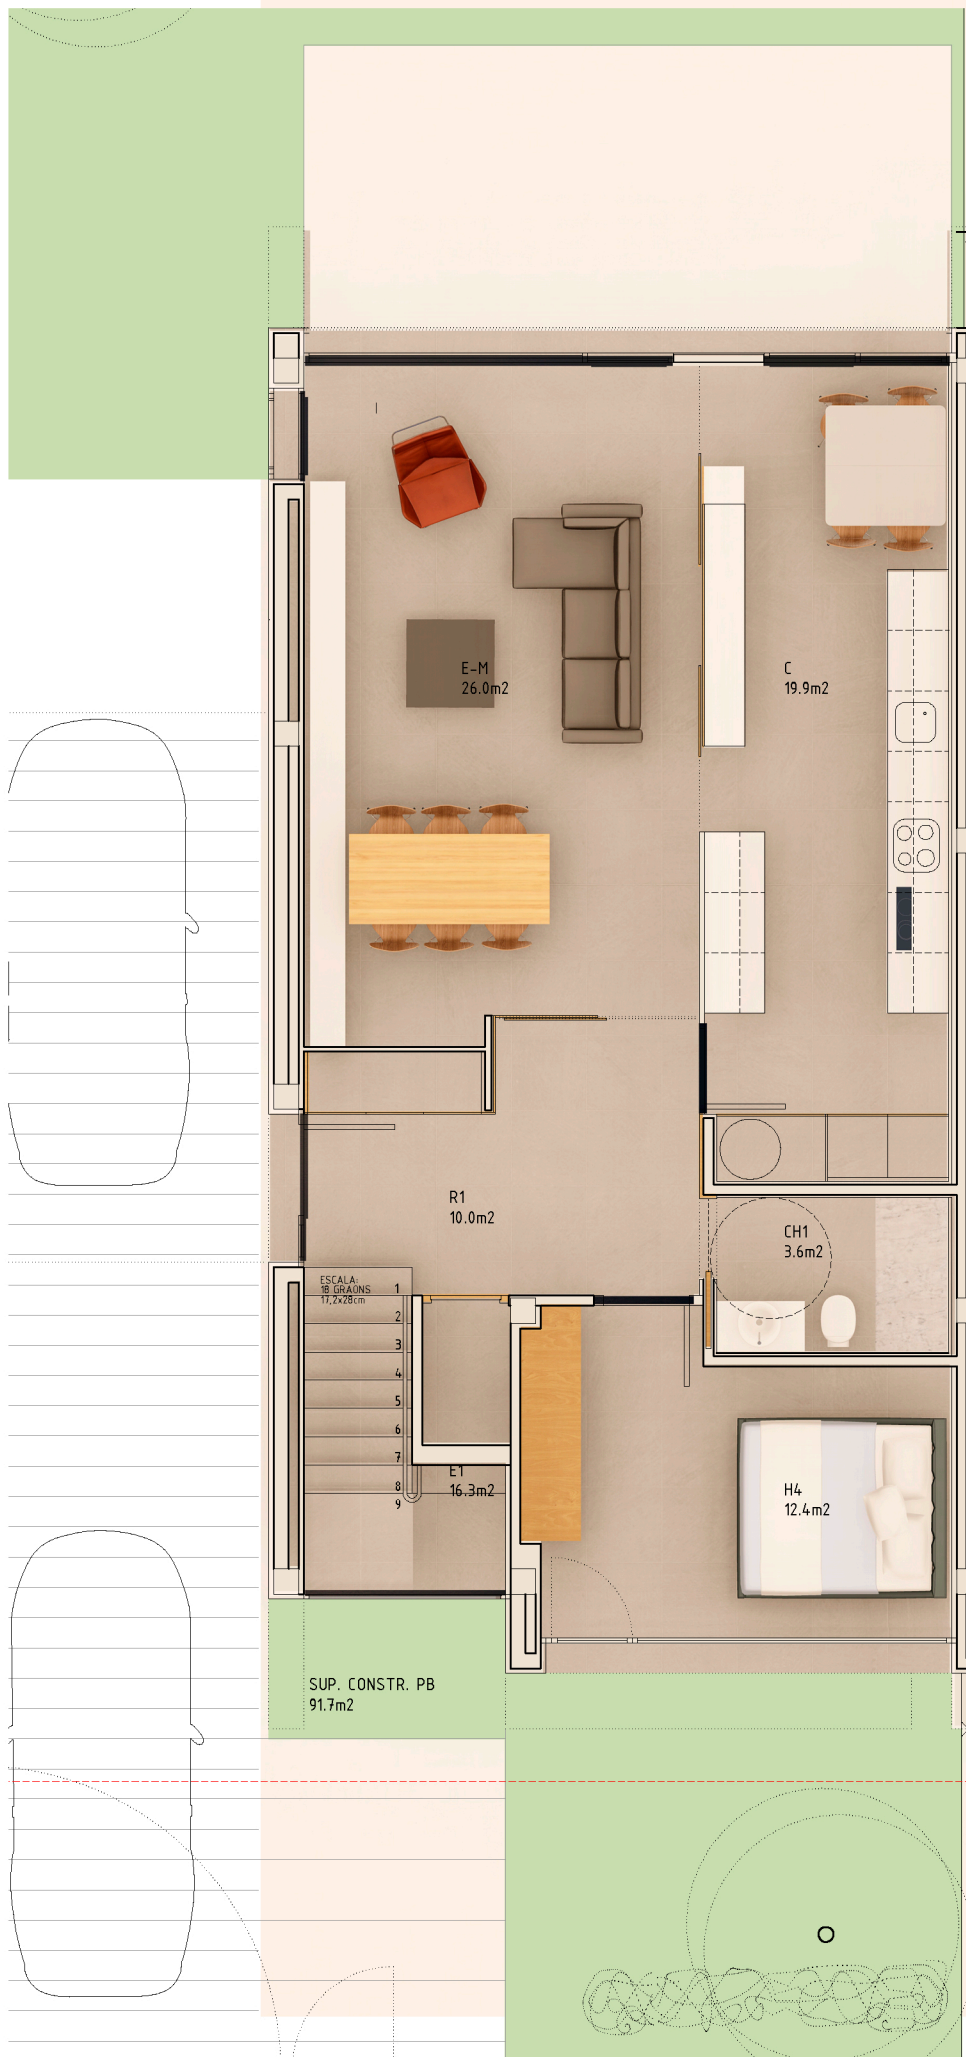 E-M
26.0m2
C
19.9m2
R1
10.0m2
CH1
3.6m2
ESCALA:
18 GRAONS
17,2x28cm
1
2
3
4
5
6
7
8
9
E1
16.3m2
H4
12.4m2
SUP. CONSTR. PB
91.7m2